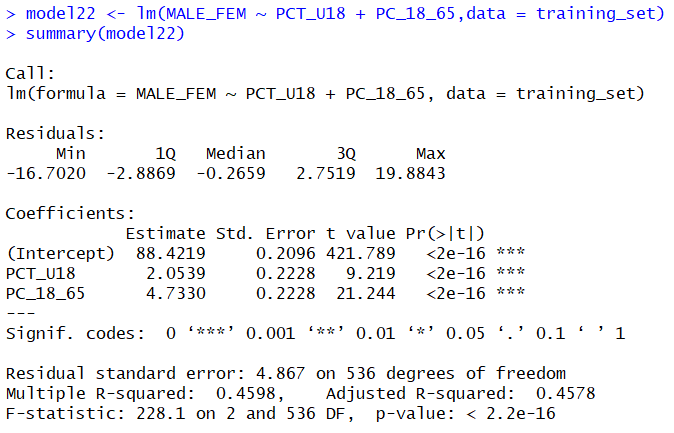 > model22 <- lm(MALE_FEM ~ PCT_U18 + PC_18_65,data = training_set)
> summary(model22)
Call:
lm(formula = MALE_FEM ~ PCT_U18 + PC_18_65, data = training_set)
Residuals:
     Min       1Q   Median       3Q      Max
-16.7020  -2.8869  -0.2659   2.7519  19.8843
Coefficients:
            Estimate Std. Error t value Pr(>|t|)
(Intercept)  88.4219     0.2096 421.789   <2e-16 ***
PCT_U18       2.0539     0.2228   9.219   <2e-16 ***
PC_18_65      4.7330     0.2228  21.244   <2e-16 ***
---
Signif. codes:  0 ‘***’ 0.001 ‘**’ 0.01 ‘*’ 0.05 ‘.’ 0.1 ‘ ’ 1
Residual standard error: 4.867 on 536 degrees of freedom
Multiple R-squared:  0.4598,    Adjusted R-squared:  0.4578
F-statistic: 228.1 on 2 and 536 DF,  p-value: < 2.2e-16